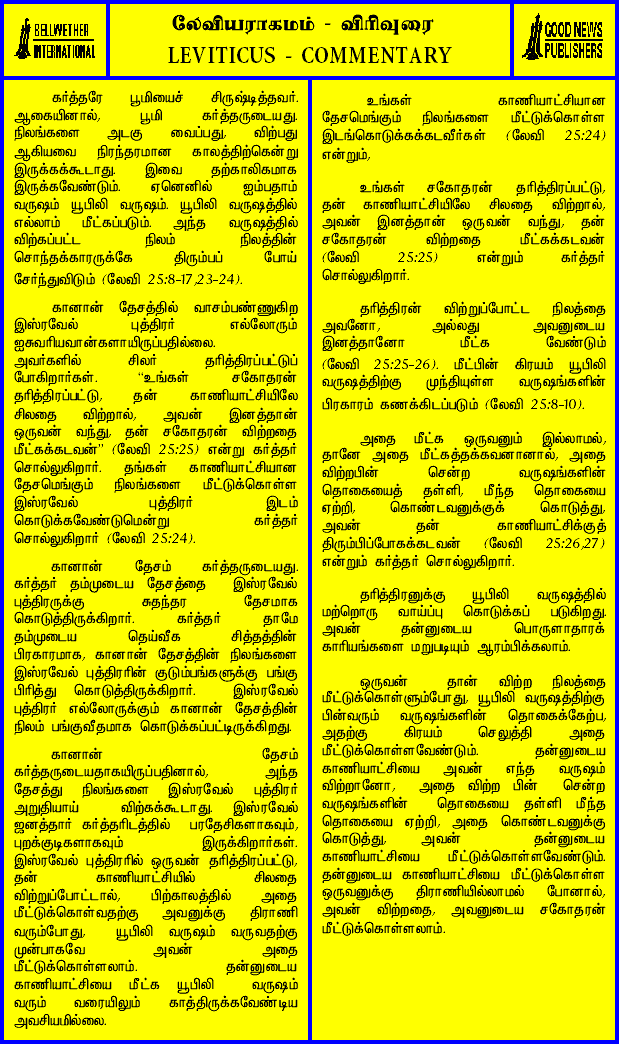 BELLWETHER
INTERNATIONAL
லேவியராகமம் - விரிவுரை
LEVITICUS - COMMENTARY
GOOD NEWS
PUBLISHERS
கர்த்தரே பூமியைச் சிருஷ்டித்தவர்.
ஆகையினால், பூமி கர்த்தருடையது.
நிலங்களை அடகு வைப்பது, விற்பது
ஆகியவை நிரந்தரமான காலத்திற்கென்று
இருக்கக்கூடாது. இவை தற்காலிகமாக
இருக்கவேண்டும். ஏனெனில் ஐம்பதாம்
வருஷம் யூபிலி வருஷம். யூபிலி வருஷத்தில்
எல்லாம் மீட்கப்படும். அந்த வருஷத்தில்
விற்கப்பட்ட நிலம் நிலத்தின்
சொந்தக்காரருக்கே திரும்பப் போய்
சேர்ந்துவிடும் (லேவி 25:8-17,23-24).
கானான் தேசத்தில் வாசம்பண்ணுகிற
இஸ்ரவேல் புத்திரர் எல்லோரும்
ஐசுவரியவான்களாயிருப்பதில்லை.
அவர்களில் சிலர் தரித்திரப்பட்டுப்
போகிறார்கள். “உங்கள் சகோதரன்
தரித்திரப்பட்டு, தன் காணியாட்சியிலே
சிலதை விற்றால், அவன் இனத்தான்
ஒருவன் வந்து, தன் சகோதரன் விற்றதை
மீட்கக்கடவன்” (லேவி 25:25) என்று கர்த்தர்
சொல்லுகிறார். தங்கள் காணியாட்சியான
தேசமெங்கும் நிலங்களை மீட்டுக்கொள்ள
இஸ்ரவேல் புத்திரர் இடம்
கொடுக்கவேண்டுமென்று கர்த்தர்
சொல்லுகிறார் (லேவி 25:24).
கானான் தேசம் கர்த்தருடையது.
கர்த்தர் தம்முடைய தேசத்தை இஸ்ரவேல்
புத்திரருக்கு சுதந்தர தேசமாக
கொடுத்திருக்கிறார். கர்த்தர் தாமே
தம்முடைய தெய்வீக சித்தத்தின்
பிரகாரமாக, கானான் தேசத்தின் நிலங்களை
இஸ்ரவேல் புத்திரரின் குடும்பங்களுக்கு பங்கு
பிரித்து கொடுத்திருக்கிறார். இஸ்ரவேல்
புத்திரர் எல்லோருக்கும் கானான் தேசத்தின்
நிலம் பங்குவீதமாக கொடுக்கப்பட்டிருக்கிறது.
கானான் தேசம்
கர்த்தருடையதாகயிருப்பதினால், அந்த
தேசத்து நிலங்களை இஸ்ரவேல் புத்திரர்
அறுதியாய் விற்கக்கூடாது. இஸ்ரவேல்
ஜனத்தார் கர்த்தரிடத்தில் பரதேசிகளாகவும்,
புறக்குடிகளாகவும் இருக்கிறார்கள்.
இஸ்ரவேல் புத்திரரில் ஒருவன் தரித்திரப்பட்டு,
தன் காணியாட்சியில் சிலதை
விற்றுப்போட்டால், பிற்காலத்தில் அதை
மீட்டுக்கொள்வதற்கு அவனுக்கு திராணி
வரும்போது, யூபிலி வருஷம் வருவதற்கு
முன்பாகவே அவன் அதை
மீட்டுக்கொள்ளலாம். தன்னுடைய
காணியாட்சியை மீட்க யூபிலி வருஷம்
வரும் வரையிலும் காத்திருக்கவேண்டிய
அவசியமில்லை.
உங்கள் காணியாட்சியான
தேசமெங்கும் நிலங்களை மீட்டுக்கொள்ள
இடங்கொடுக்கக்கடவீர்கள் (லேவி 25:24)
என்றும்,
உங்கள் சகோதரன் தரித்திரப்பட்டு,
தன் காணியாட்சியிலே சிலதை விற்றால்,
அவன் இனத்தான் ஒருவன் வந்து, தன்
சகோதரன் விற்றதை மீட்கக்கடவன்
(லேவி 25:25) என்றும் கர்த்தர்
சொல்லுகிறார்.
தரித்திரன் விற்றுப்போட்ட நிலத்தை
அவனோ, அல்லது அவனுடைய
இனத்தானோ மீட்க வேண்டும்
(லேவி 25:25-26). மீட்பின் கிரயம் யூபிலி
வருஷத்திற்கு முந்தியுள்ள வருஷங்களின்
பிரகாரம் கணக்கிடப்படும் (லேவி 25:8-10).
அதை மீட்க ஒருவனும் இல்லாமல்,
தானே அதை மீட்கத்தக்கவனானால், அதை
விற்றபின் சென்ற வருஷங்களின்
தொகையைத் தள்ளி, மீந்த தொகையை
ஏற்றி, கொண்டவனுக்குக் கொடுத்து,
அவன் தன் காணியாட்சிக்குத்
திரும்பிப்போகக்கடவன் (லேவி 25:26,27)
என்றும் கர்த்தர் சொல்லுகிறார்.
தரித்திரனுக்கு யூபிலி வருஷத்தில்
மற்றொரு வாய்ப்பு கொடுக்கப் படுகிறது.
அவன் தன்னுடைய பொருளாதாரக்
காரியங்களை மறுபடியும் ஆரம்பிக்கலாம்.
ஒருவன் தான் விற்ற நிலத்தை
மீட்டுக்கொள்ளும்போது, யூபிலி வருஷத்திற்கு
பின்வரும் வருஷங்களின் தொகைக்கேற்ப,
அதற்கு கிரயம் செலுத்தி அதை
மீட்டுக்கொள்ளவேண்டும். தன்னுடைய
காணியாட்சியை அவன் எந்த வருஷம்
விற்றானோ, அதை விற்ற பின் சென்ற
வருஷங்களின் தொகையை தள்ளி மீந்த
தொகையை ஏற்றி, அதை கொண்டவனுக்கு
கொடுத்து, அவன் தன்னுடைய
காணியாட்சியை மீட்டுக்கொள்ளவேண்டும்.
தன்னுடைய காணியாட்சியை மீட்டுக்கொள்ள
ஒருவனுக்கு திராணியில்லாமல் போனால்,
அவன் விற்றதை, அவனுடைய சகோதரன்
மீட்டுக்கொள்ளலாம்.